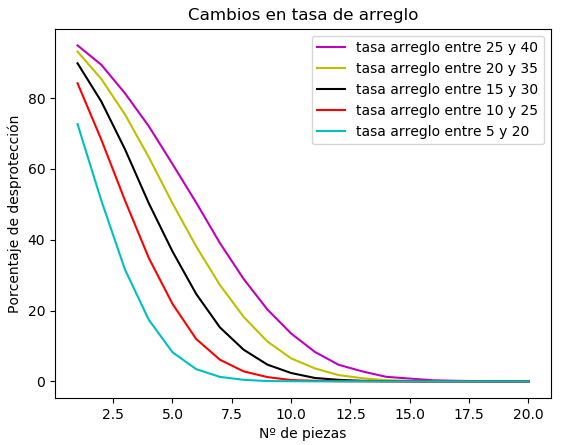 Cambios en tasa de arreglo
tasa arreglo entre 25 y 40
tasa arreglo entre 20 y 35
tasa arreglo entre 15 y 30
tasa arreglo entre 10 y 25
tasa arreglo entre 5 y 20
Porcentaje de desprotección
80
60
40
20
0
2.5 5.0 7.5 10.0 12.5 15.0 17.5 20.0
Nº de piezas